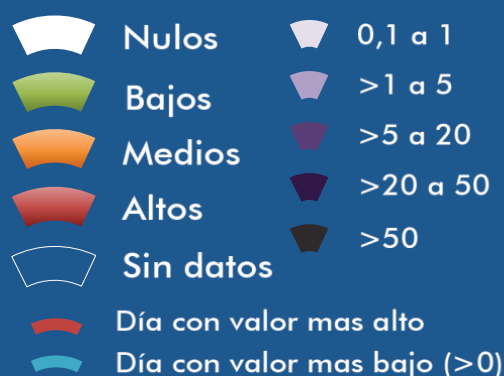 Nulos
Bajos
Medios
Altos
Sin datos
0,1 a 1
>1 a 5
>5 a 20
>20 a 50
>50
Día con valor mas alto
Día con valor mas bajo (>0)